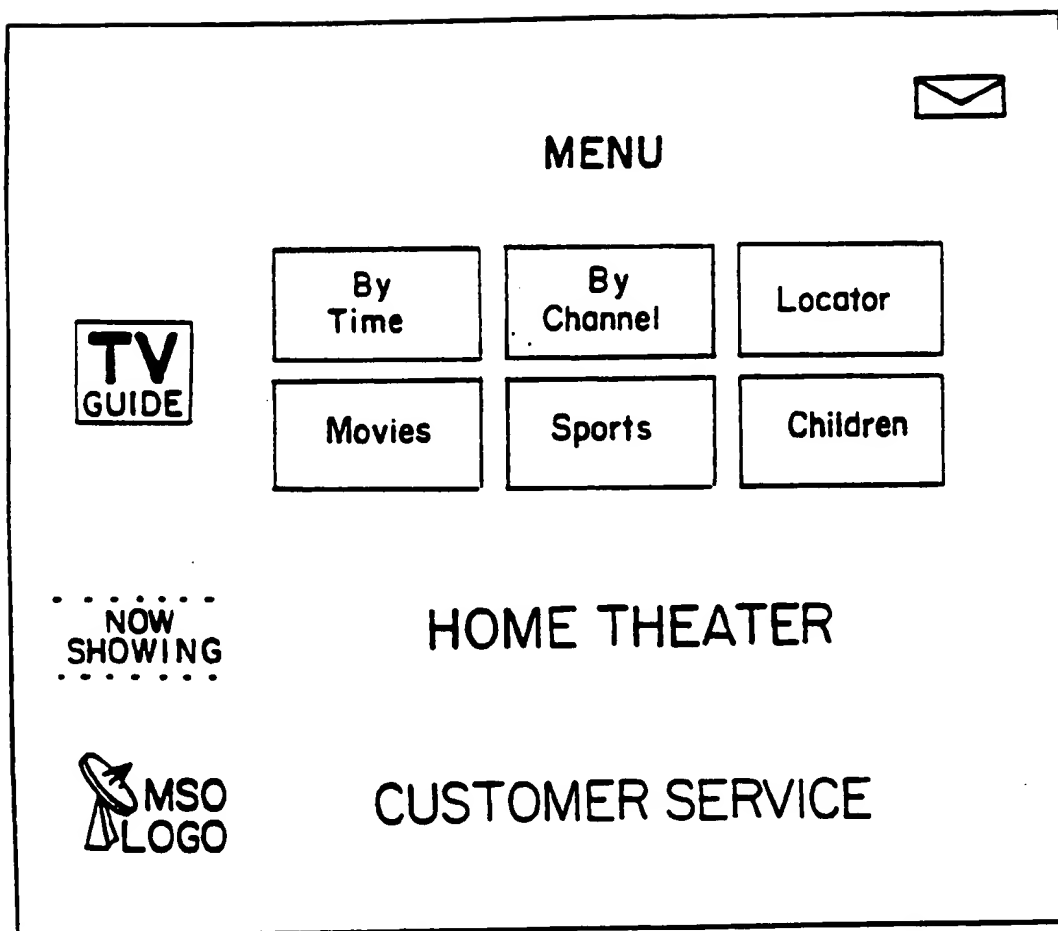 MENU
By
Time
By
Channel
Locator
TV
GUIDE
Movies
Sports
Children
NOW
SHOWING
HOME THEATER
MSO
LOGO
CUSTOMER SERVICE